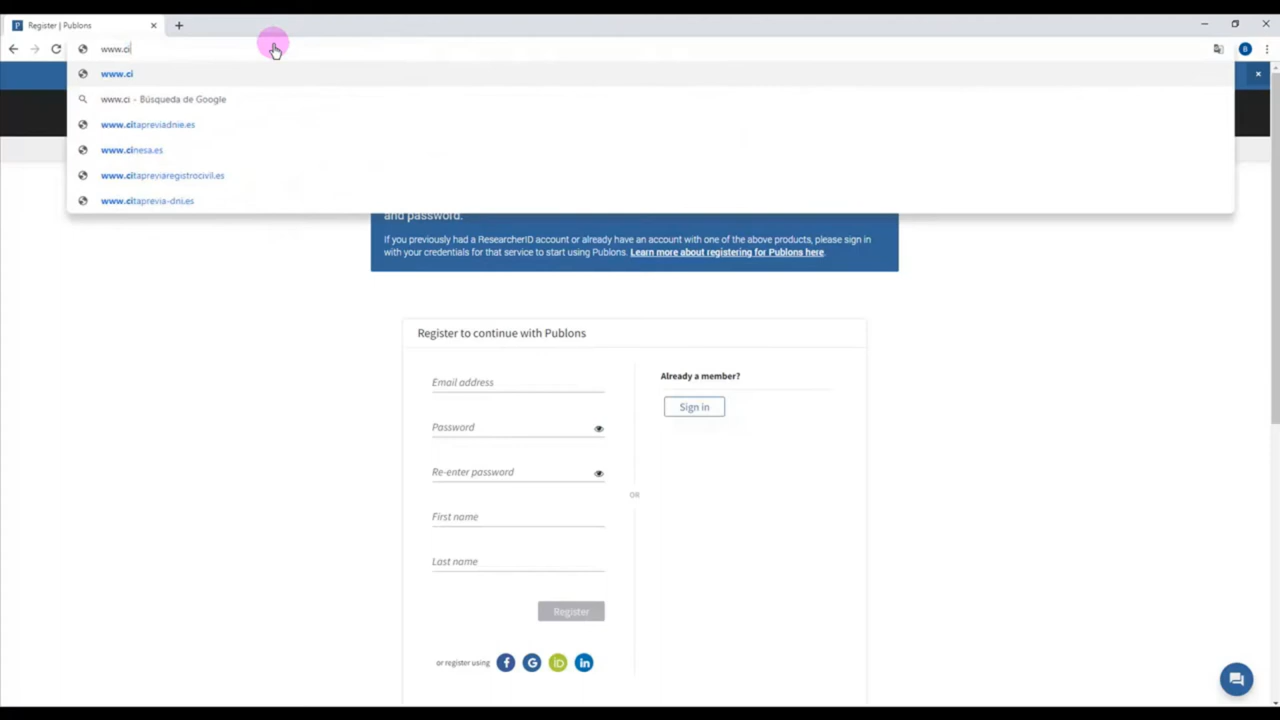 Register | Publons
www.ci
B
www.ci
www.ci - Búsqueda de Google
www.citapreviadnie.es
www.cinesa.es
www.citapreviaregistrocivil.es
www.citaprevia-dni.es
and password.
If you previously had a ResearcherID account or already have an account with one of the above products, please sign in
with your credentials for that service to start using Publons. Learn more about registering for Publons here.
Register to continue with Publons
Email address
Password
Re-enter password
First name
Last name
Register
or register using
f
G
iD
in
OR
Already a member?
Sign in